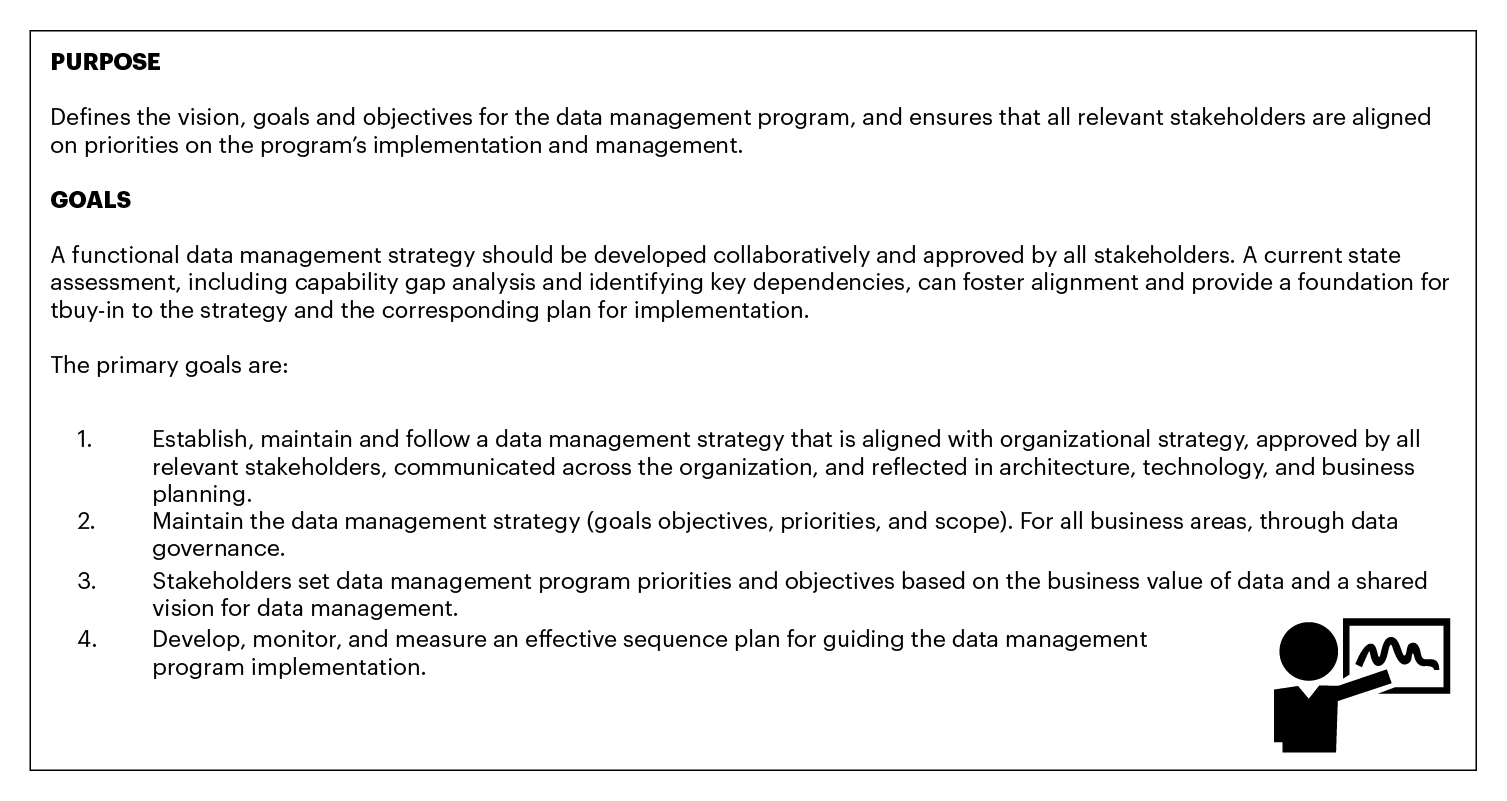 PURPOSE
Defines the vision, goals and objectives for the data management program, and ensures that all relevant stakeholders are aligned
on priorities on the program’s implementation and management.
GOALS
A functional data management strategy should be developed collaboratively and approved by all stakeholders. A current state
assessment, including capability gap analysis and identifying key dependencies, can foster alignment and provide a foundation for
tbuy-in to the strategy and the corresponding plan for implementation.
The primary goals are:
1. Establish, maintain and follow a data management strategy that is aligned with organizational strategy, approved by all
relevant stakeholders, communicated across the organization, and reflected in architecture, technology, and business
planning.
2. Maintain the data management strategy (goals objectives, priorities, and scope). For all business areas, through data
governance.
3. Stakeholders set data management program priorities and objectives based on the business value of data and a shared
vision for data management.
4. Develop, monitor, and measure an effective sequence plan for guiding the data management
program implementation.